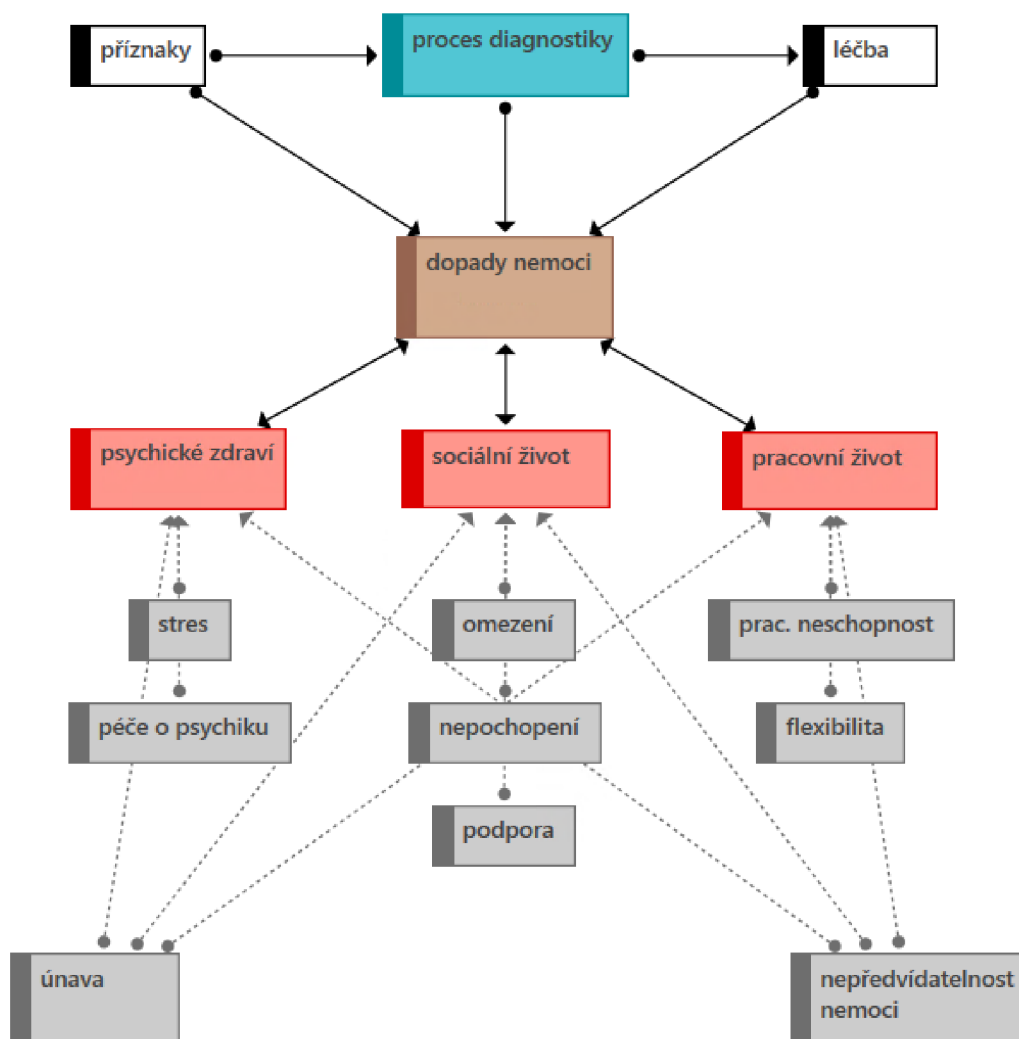 příznaky
proces diagnostiky
léčba
dopady nemoci
psychické zdraví
sociální život
pracovní život
stres
omezení
prac. neschopnost
péče o psychiku
nepochopení
flexibilita
podpora
únava
nepředvídatelnost
nemoci